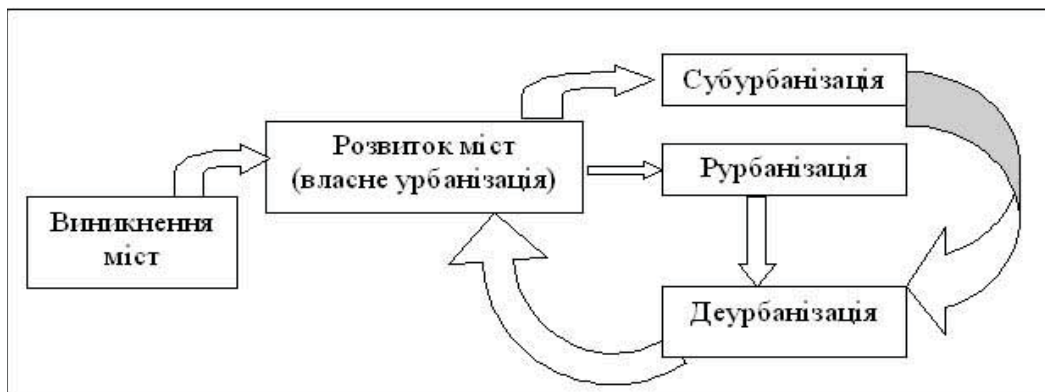 Виникнення
міст
Розвиток міст
(власне урбанізація)
Субурбанізація
Рурбанізація
Деурбанізація